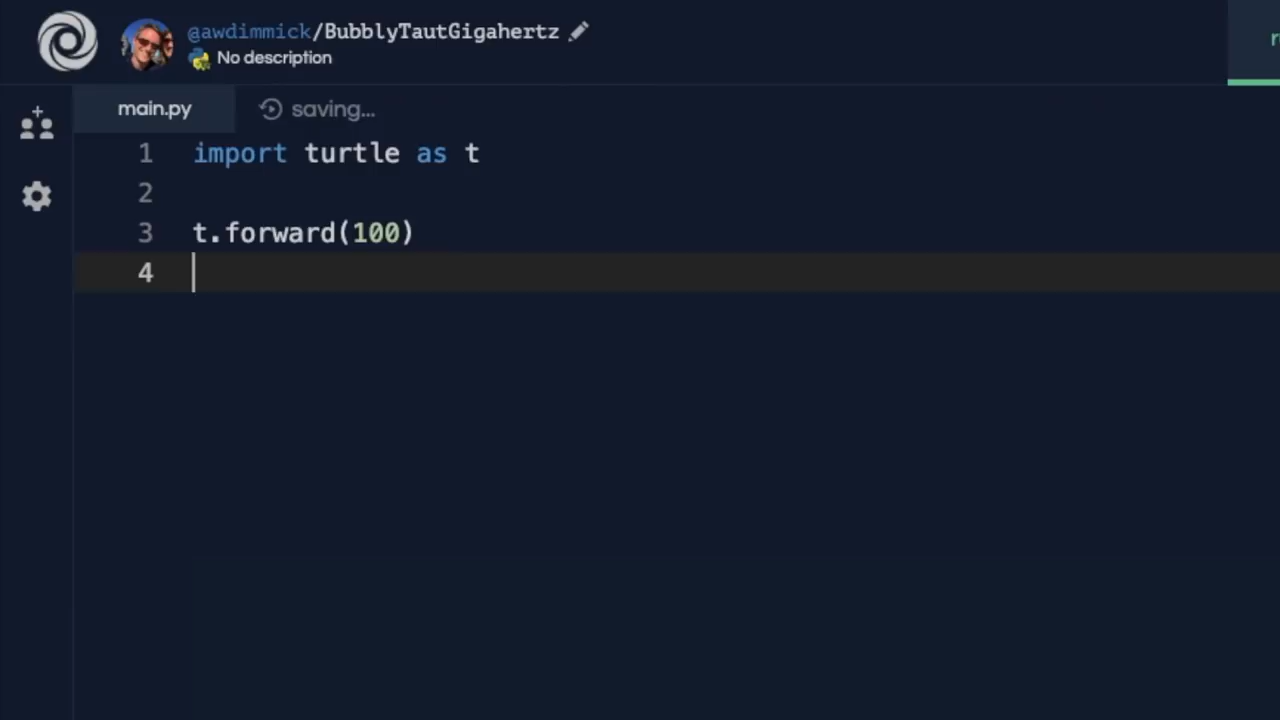 @awdimmick/BubblyTautGigahertz
No description
main.py
saving...
1 import turtle as t
2
3 t.forward(100)
4